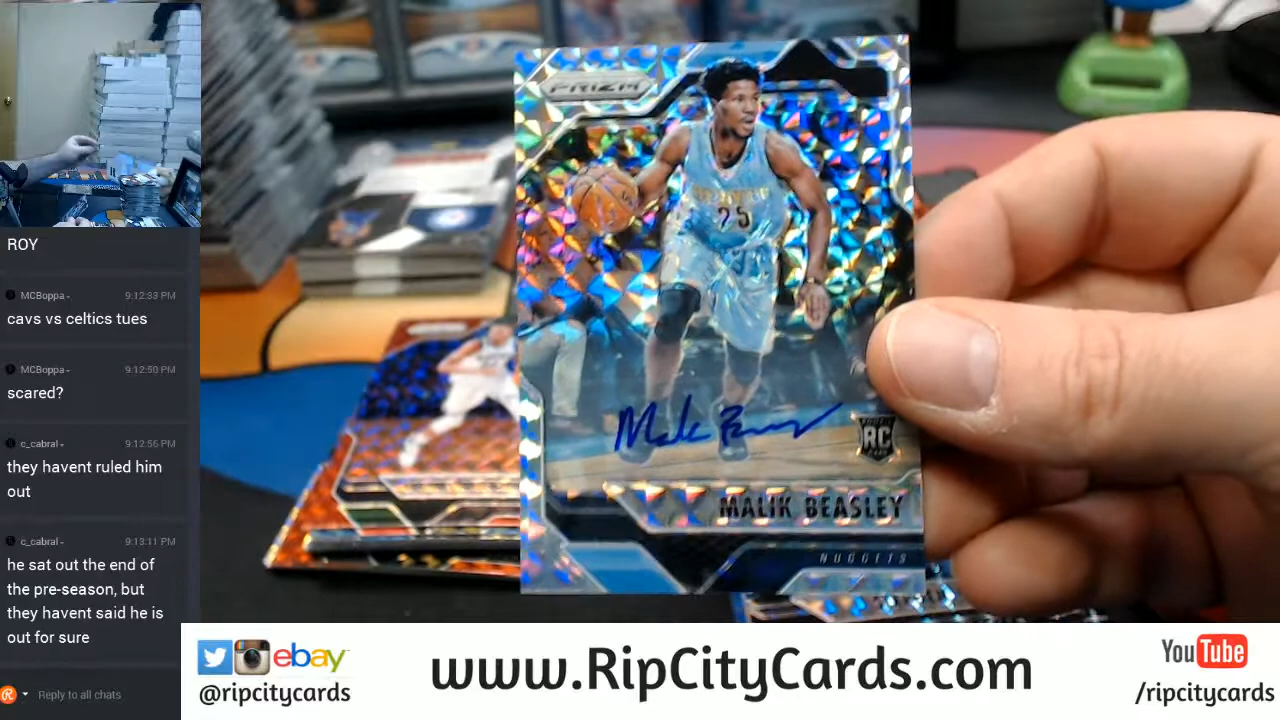 ROY
MCBoppa
9:12:33 PM
cavs vs celtics tues
MCBoppa
9:12:50 PM
scared?
c_cabral
9:12:56 PM
they havent ruled him
out
c_cabral
9:13:11 PM
he sat out the end of
the pre-season, but
they havent said he is
out for sure
Reply to all chats
PRIZM
25
Malik Beasley
RC
MALIK BEASLEY
NUGGETS
ebay
@ripcitycards
www.RipCityCards.com
YouTube
/ripcitycards